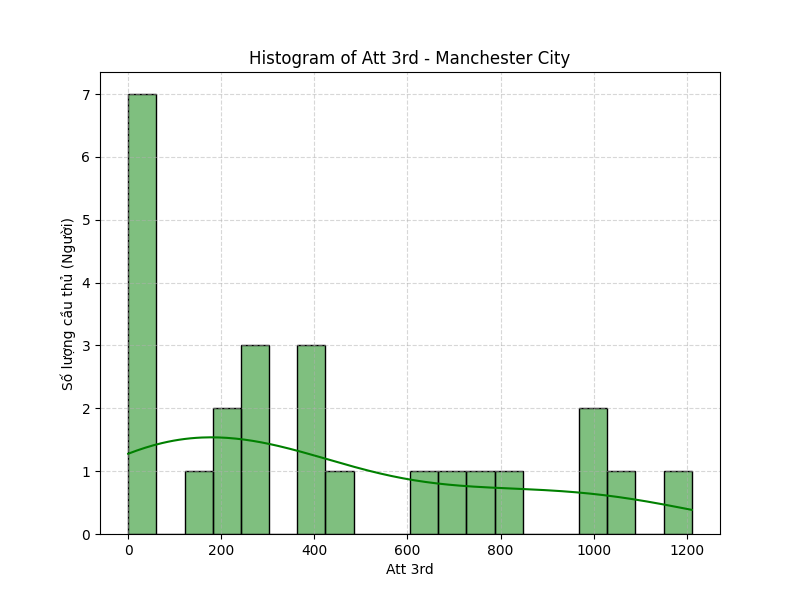 Histogram of Att 3rd - Manchester City
7
6
5
4
3
2
1
0
Số lượng cầu thủ (Người)
0 200 400 600 800 1000 1200
Att 3rd